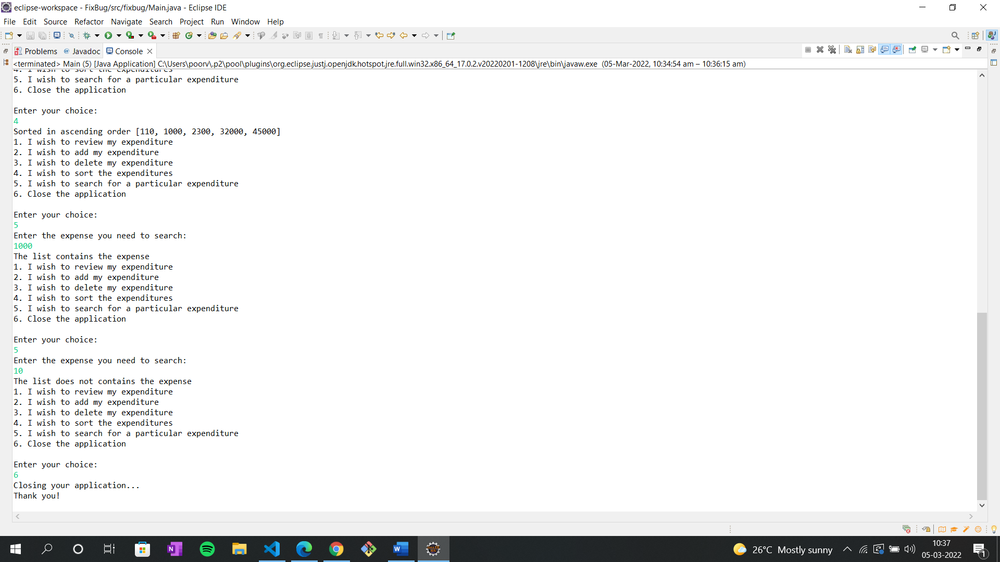 eclipse-workspace - FixBug/src/fixbug/Main.java - Eclipse IDE
File Edit Source Refactor Navigate Search Project Run Window Help
Problems @ Javadoc Console
<terminated> Main (5) [Java Application] C:\Users\poorv\.p2\pool\plugins\org.eclipse.justj.openjdk.hotspot.jre.full.win32.x86_64_17.0.2.v20220201-1208\jre\bin\javaw.exe (05-Mar-2022, 10:34:54 am – 10:36:15 am)
4. I wish to sort the expenditures
5. I wish to search for a particular expenditure
6. Close the application
Enter your choice:
4
Sorted in ascending order [110, 1000, 2300, 32000, 45000]
1. I wish to review my expenditure
2. I wish to add my expenditure
3. I wish to delete my expenditure
4. I wish to sort the expenditures
5. I wish to search for a particular expenditure
6. Close the application
Enter your choice:
5
Enter the expense you need to search:
1000
The list contains the expense
1. I wish to review my expenditure
2. I wish to add my expenditure
3. I wish to delete my expenditure
4. I wish to sort the expenditures
5. I wish to search for a particular expenditure
6. Close the application
Enter your choice:
5
Enter the expense you need to search:
10
The list does not contains the expense
1. I wish to review my expenditure
2. I wish to add my expenditure
3. I wish to delete my expenditure
4. I wish to sort the expenditures
5. I wish to search for a particular expenditure
6. Close the application
Enter your choice:
6
Closing your application...
Thank you!
26°C Mostly sunny
10:37
05-03-2022
1